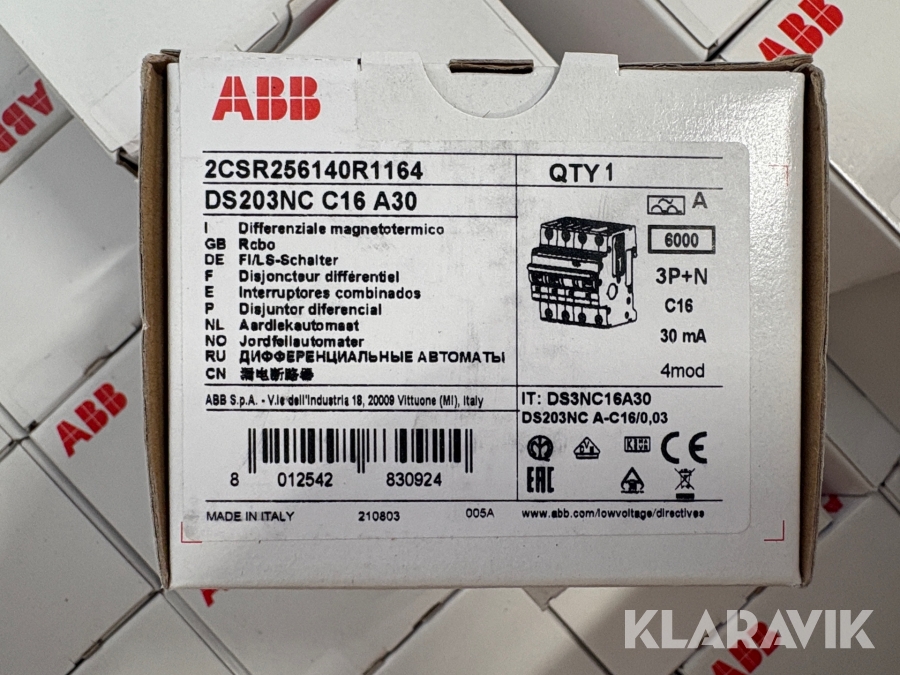 ABB
2CSR256140R1164
QTY 1
DS203NC C16 A30
I Differenziale magnetotermico
GB Rcbo
DE FI/LS-Schalter
F Disjoncteur différentiel
E Interruptores combinados
P Disjuntor diferencial
NL Aardlekautomaat
NO Jordfeilautomater
RU ДИФФЕРЕНЦИАЛЬНЫЕ АВТОМАТЫ
CN 漏电断路器
A
6000
3P+N
C16
30 mA
4mod
ABB S.p.A. - V.le dell'Industria 18, 20009 Vittuone (MI), Italy
IT: DS3NC16A30
DS203NC A-C16/0,03
8 012542 830924
CE
EAC
MADE IN ITALY 210803 005A
www.abb.com/lowvoltage/directives
ABB
ABB
ABB
ABB
ABB
KLARAVIK